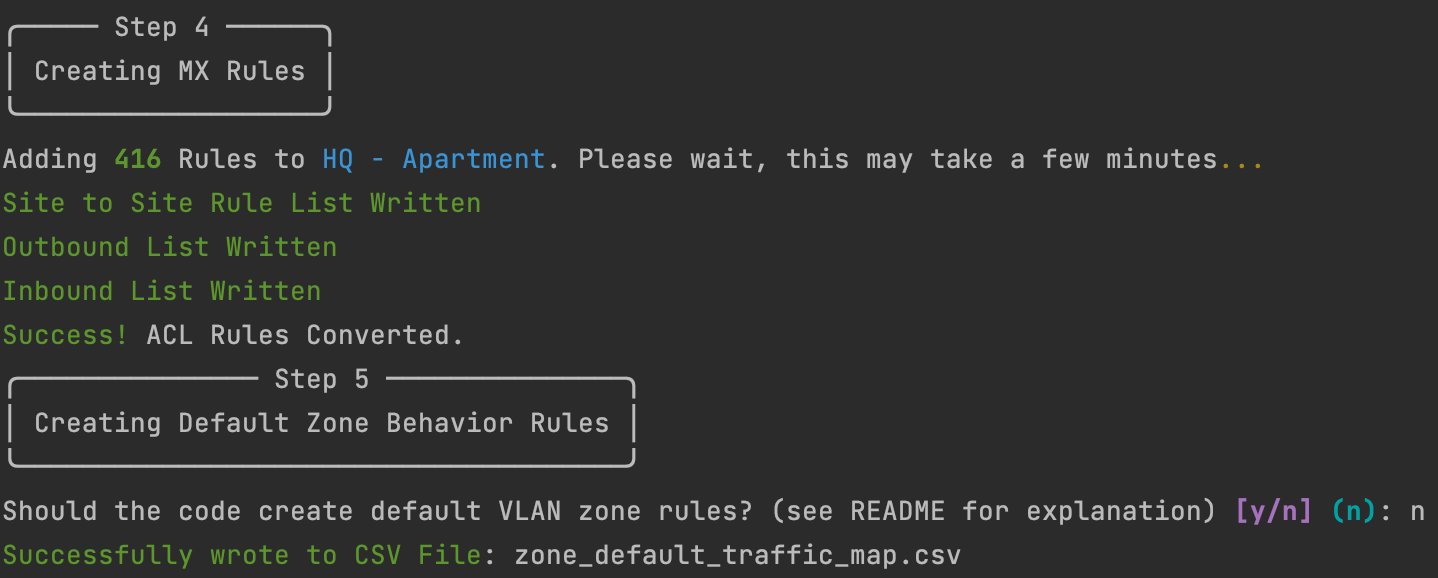 Step 4
Creating MX Rules
Adding 416 Rules to HQ - Apartment. Please wait, this may take a few minutes...
Site to Site Rule List Written
Outbound List Written
Inbound List Written
Success! ACL Rules Converted.
Step 5
Creating Default Zone Behavior Rules
Should the code create default VLAN zone rules? (see README for explanation) [y/n] (n): n
Successfully wrote to CSV File: zone_default_traffic_map.csv